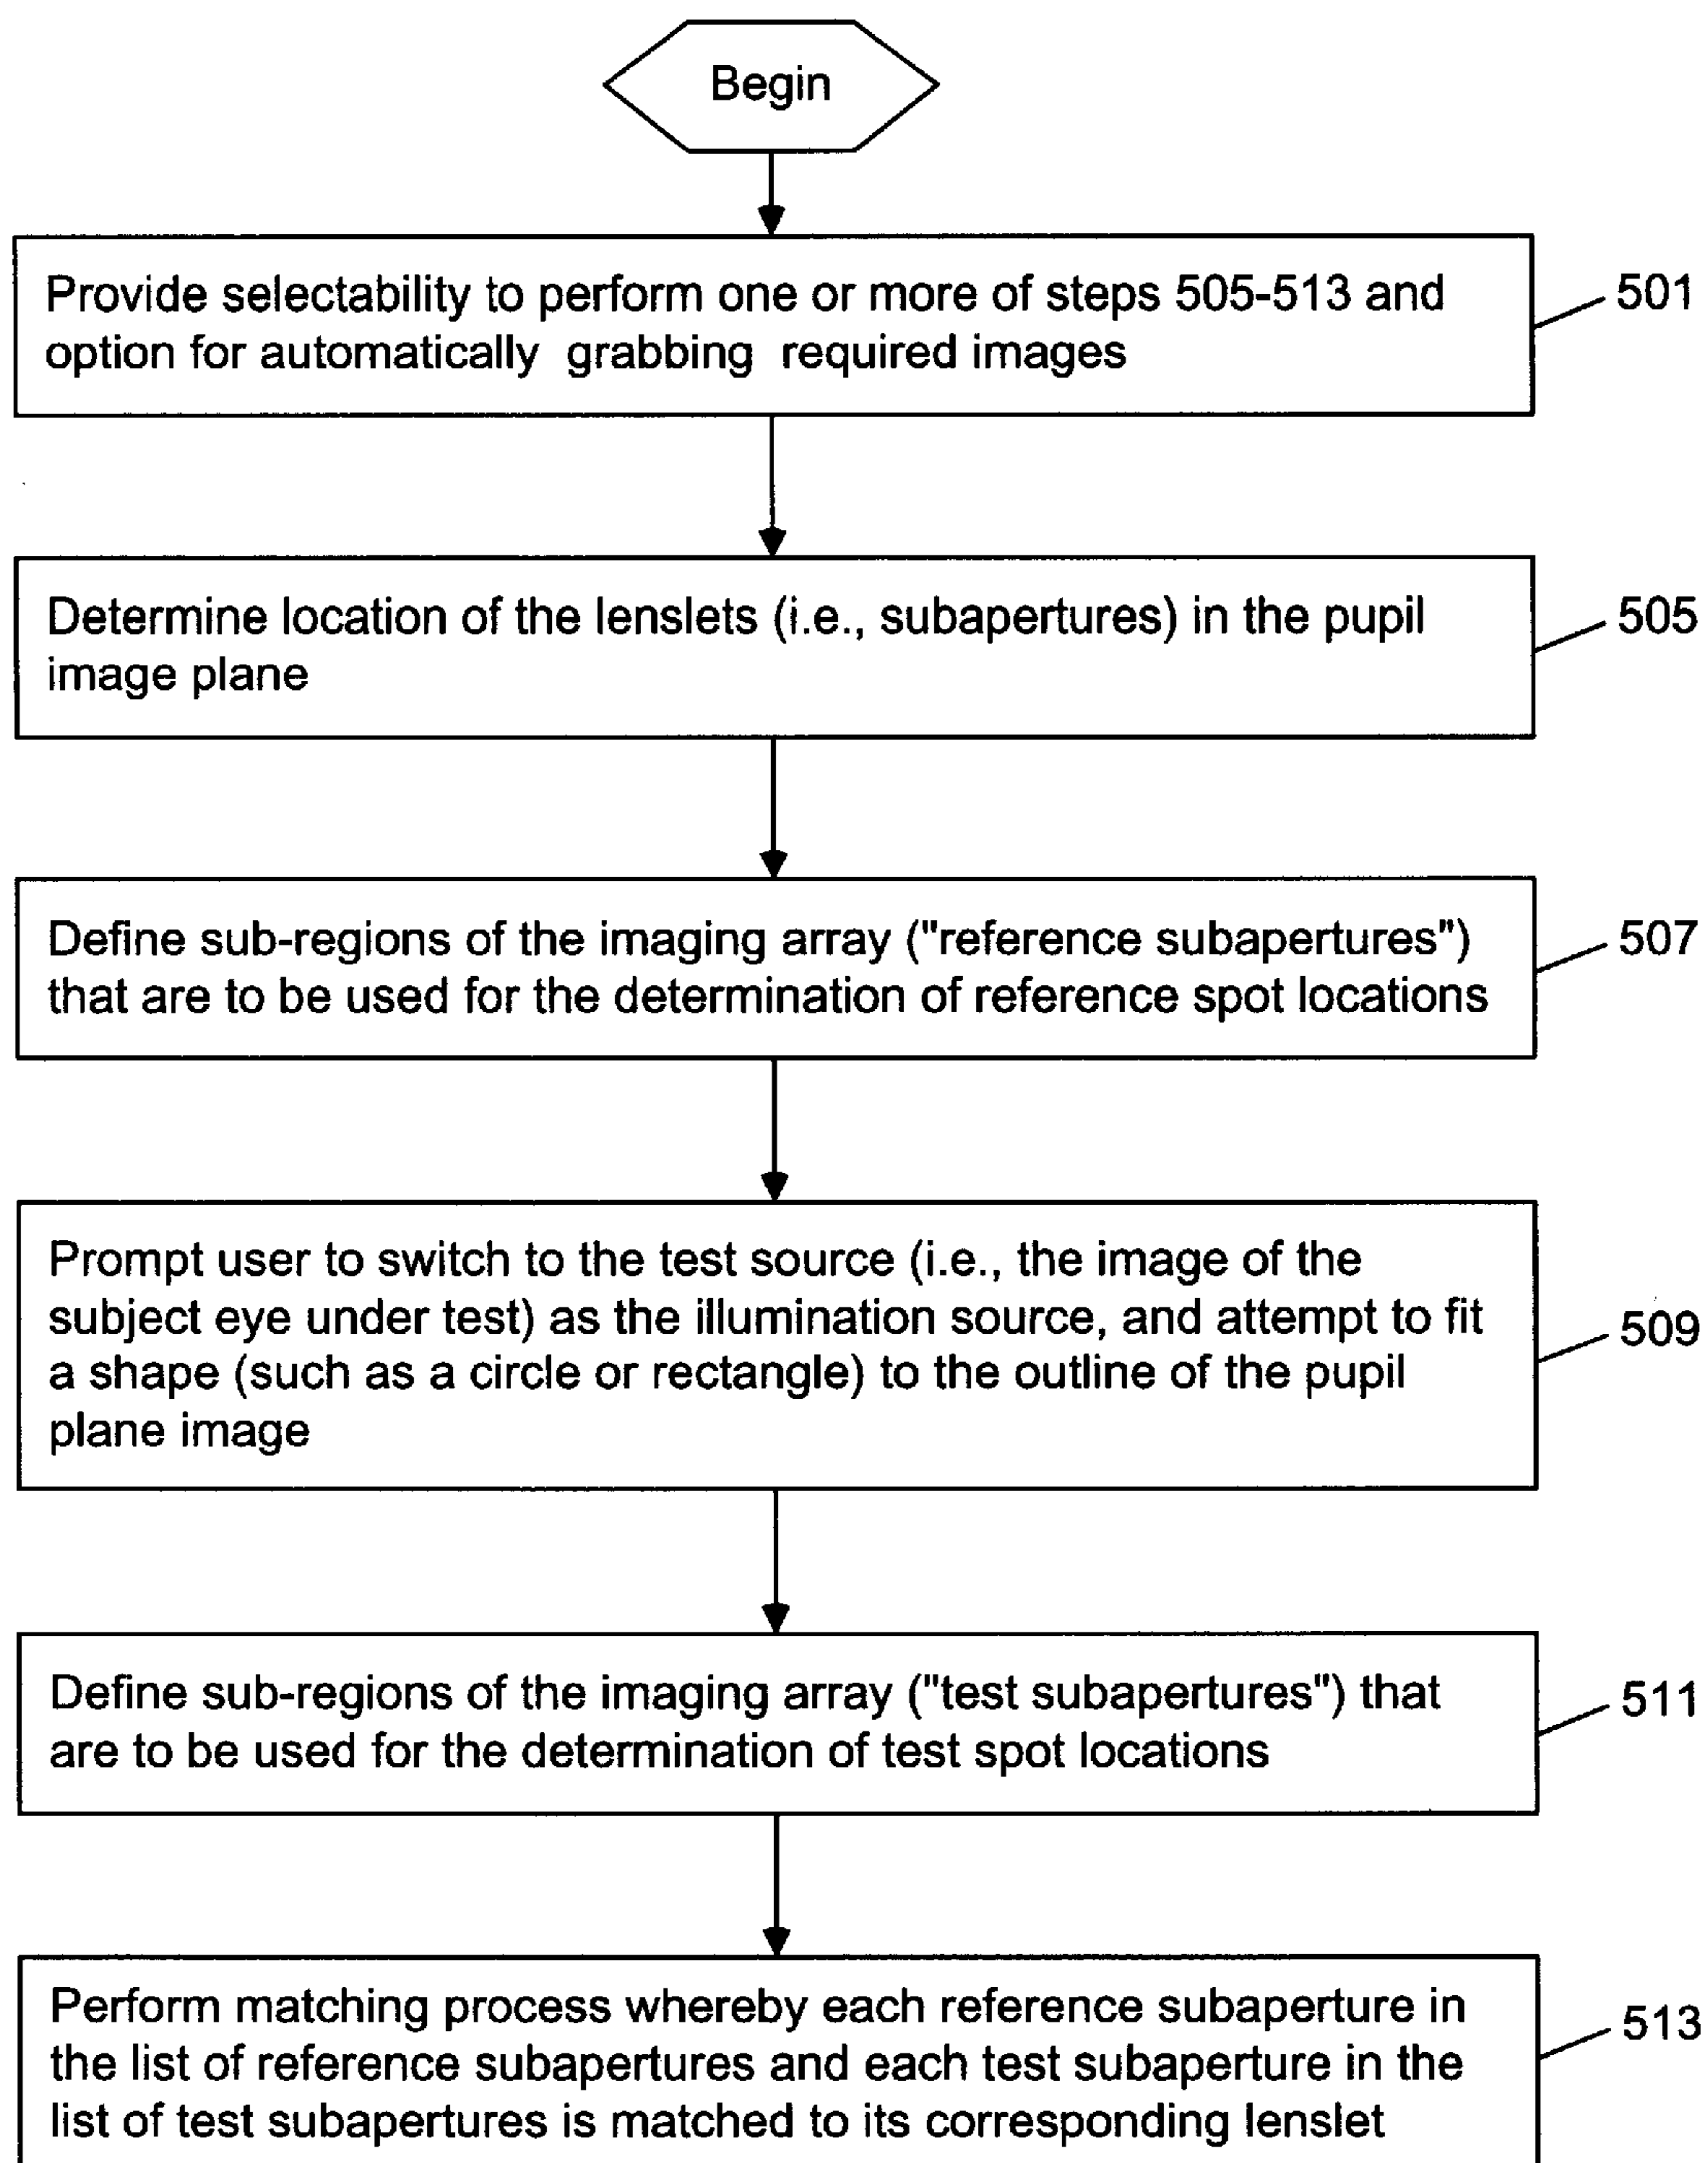 Begin
Provide selectability to perform one or more of steps 505-513 and
option for automatically grabbing required images
501
Determine location of the lenslets (i.e., subapertures) in the pupil
image plane
505
Define sub-regions of the imaging array ("reference subapertures")
that are to be used for the determination of reference spot locations
507
Prompt user to switch to the test source (i.e., the image of the
subject eye under test) as the illumination source, and attempt to fit
a shape (such as a circle or rectangle) to the outline of the pupil
plane image
509
Define sub-regions of the imaging array ("test subapertures") that
are to be used for the determination of test spot locations
511
Perform matching process whereby each reference subaperture in
the list of reference subapertures and each test subaperture in the
list of test subapertures is matched to its corresponding lenslet
513